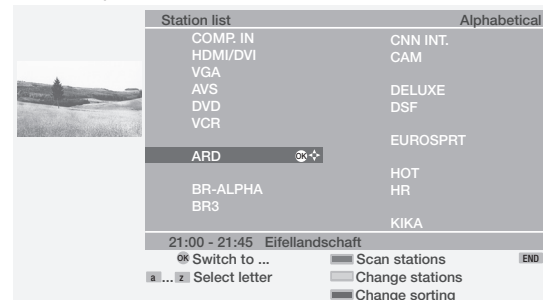 Station list Alphabetical
COMP. IN CNN INT.
HDMI/DVI CAM
VGA
AVS DELUXE
DVD DSF
VCR
EUROSPRT
ARD OK
HOT
BR-ALPHA HR
BR3
KIKA
21:00 - 21:45 Eifellandschaft
OK Switch to ... Scan stations END
a ... z Select letter Change stations
Change sorting